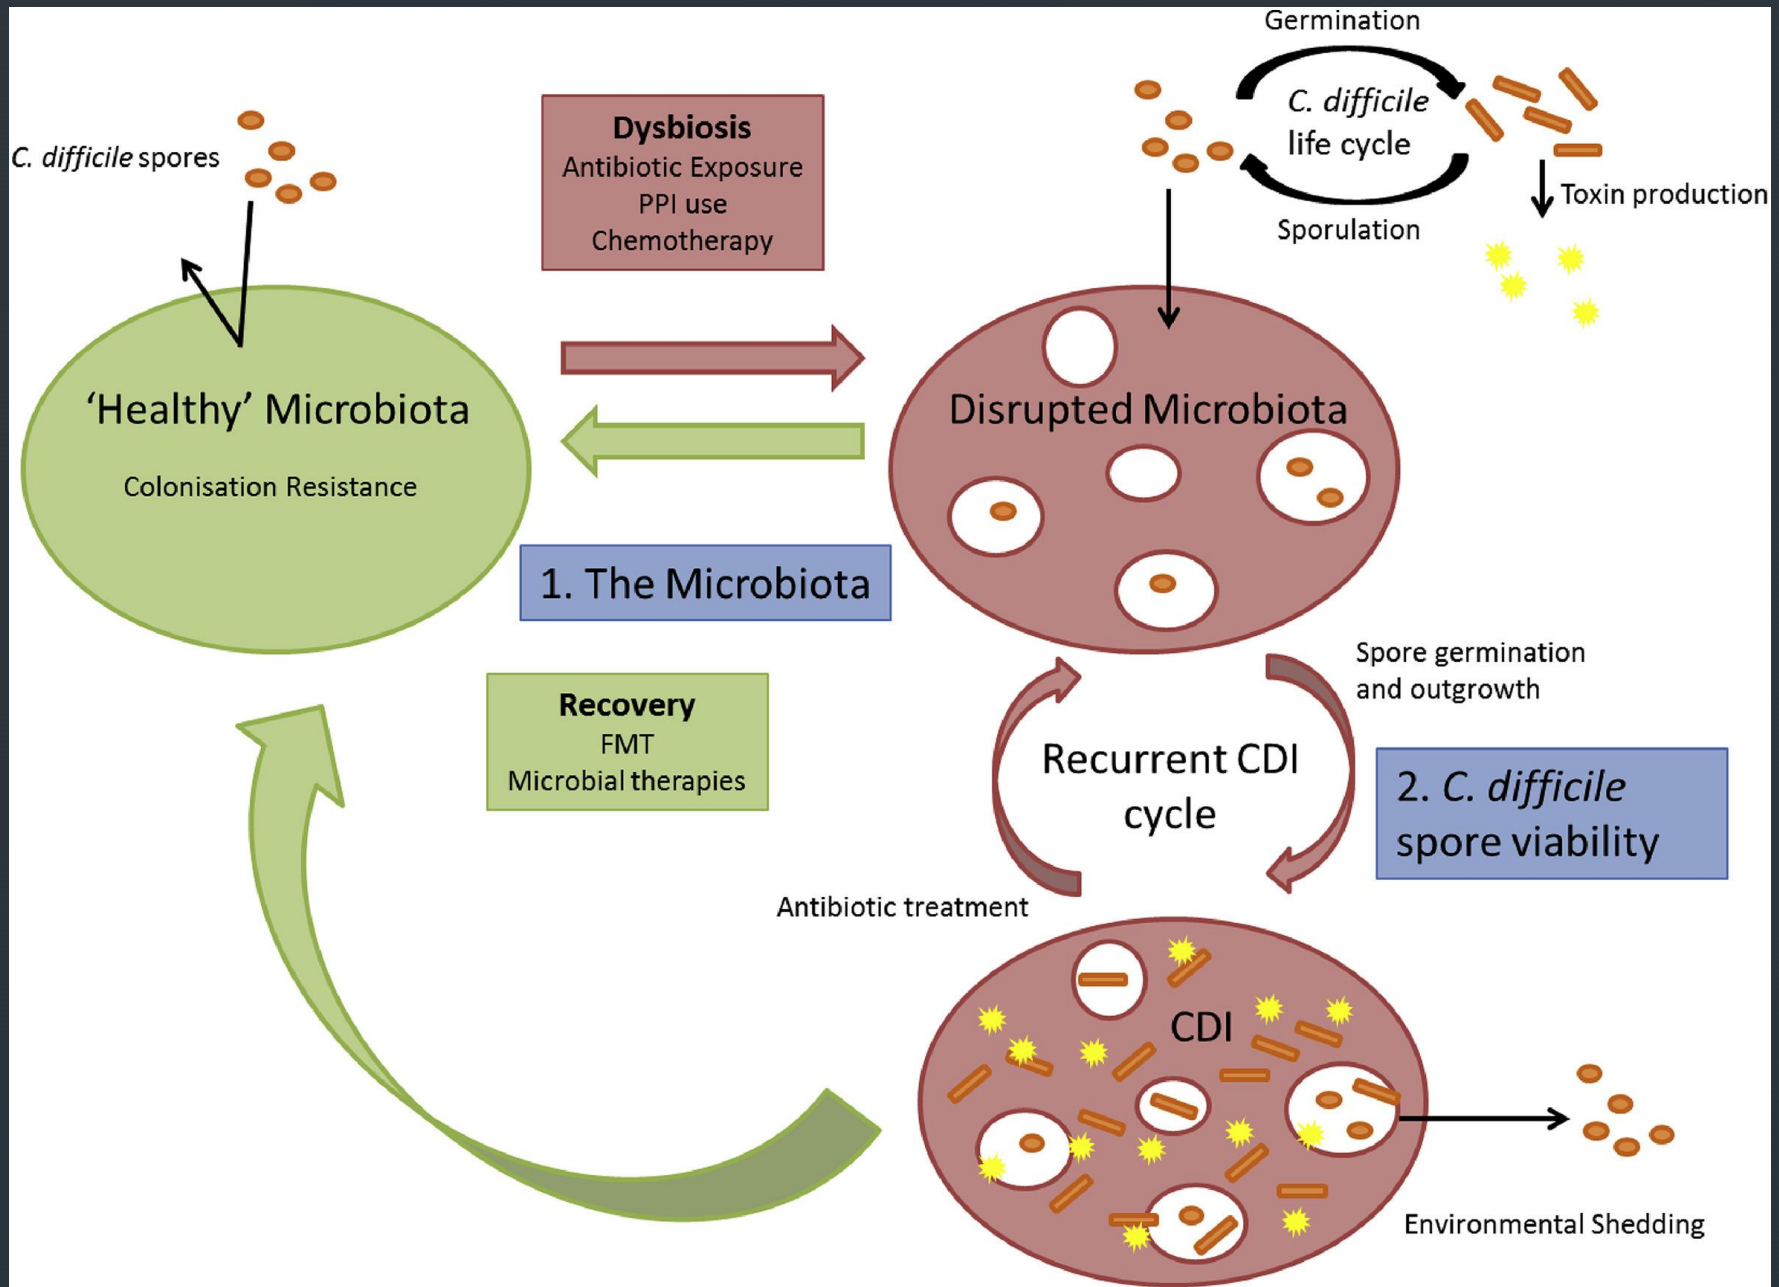 Germination
C. difficile
life cycle
Sporulation
Toxin production
C. difficile spores
Dysbiosis
Antibiotic Exposure
PPI use
Chemotherapy
‘Healthy’ Microbiota
Colonisation Resistance
Disrupted Microbiota
1. The Microbiota
Recovery
FMT
Microbial therapies
Spore germination
and outgrowth
Recurrent CDI
cycle
2. C. difficile
spore viability
Antibiotic treatment
CDI
Environmental Shedding